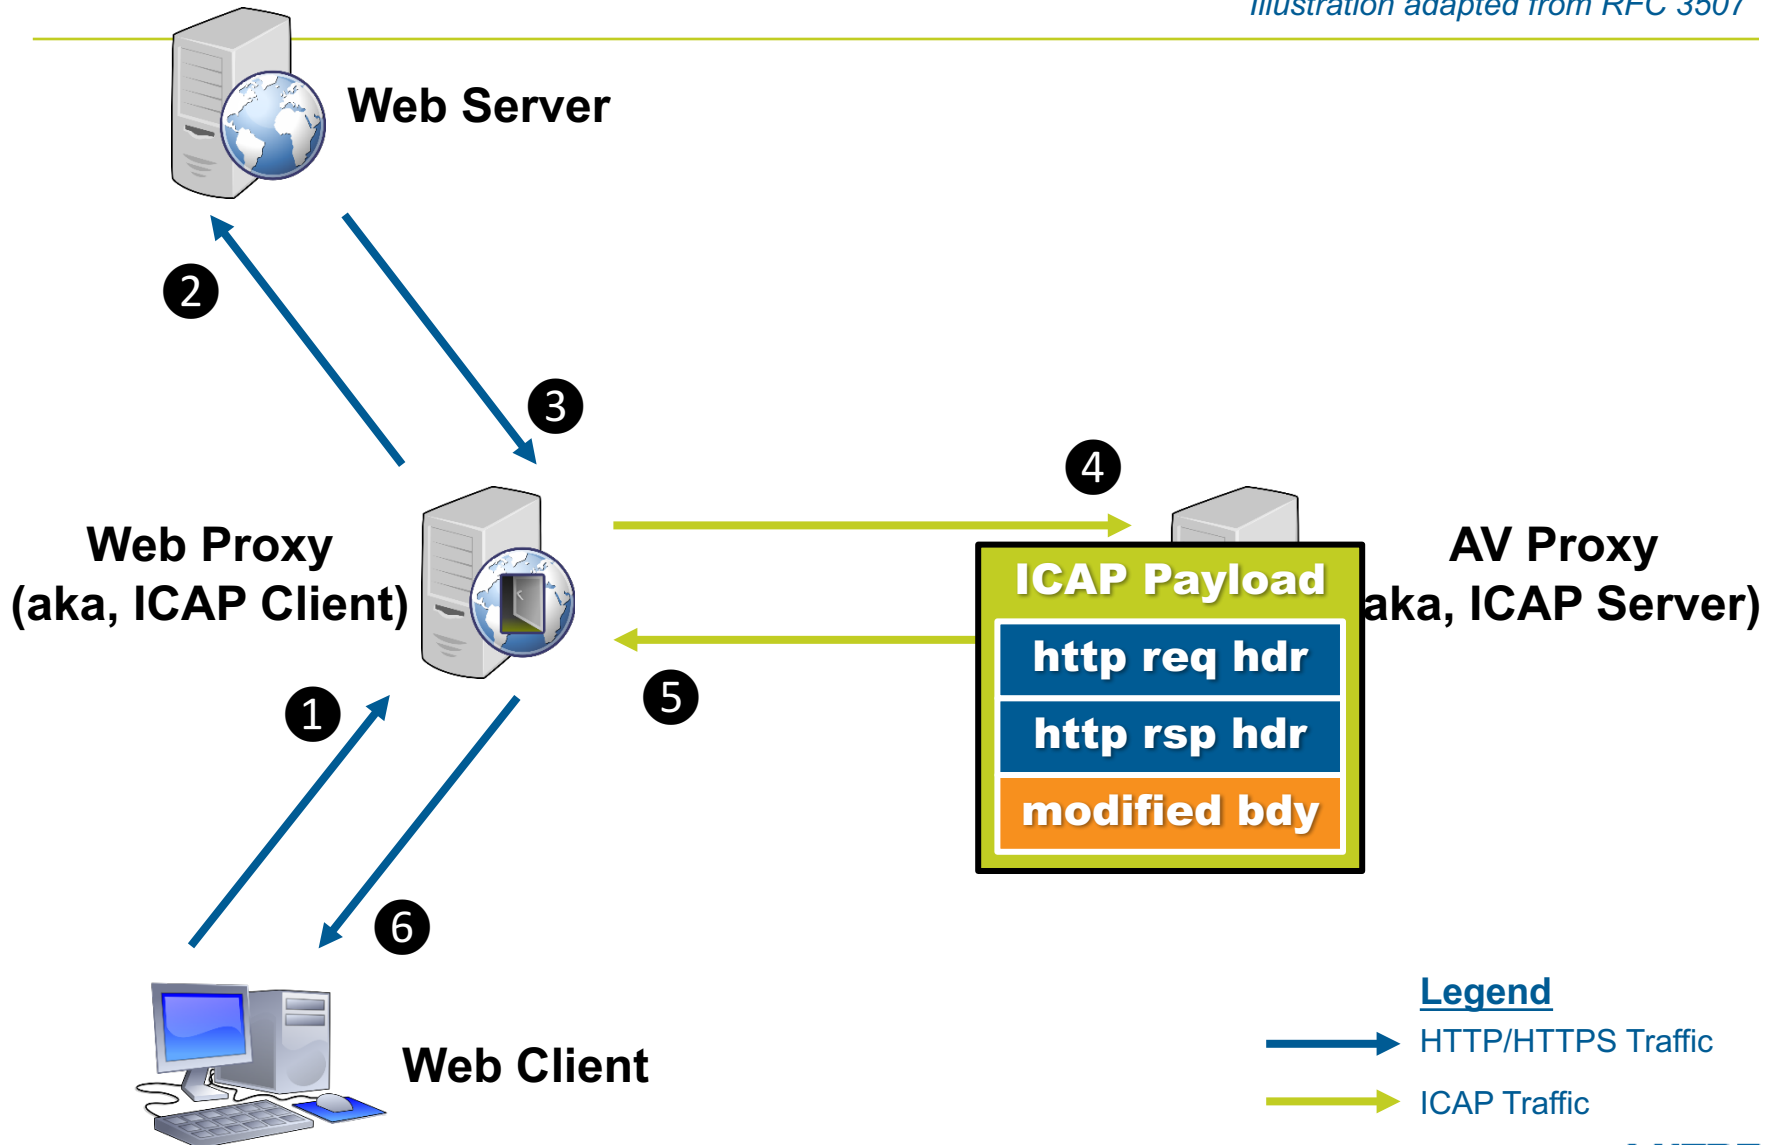 Illustration adapted from RFC 3507
Web Server
2
3
4
Web Proxy
(aka, ICAP Client)
AV Proxy
aka, ICAP Server)
ICAP Payload
http req hdr
http rsp hdr
modified bdy
5
1
6
Web Client
Legend
HTTP/HTTPS Traffic
ICAP Traffic